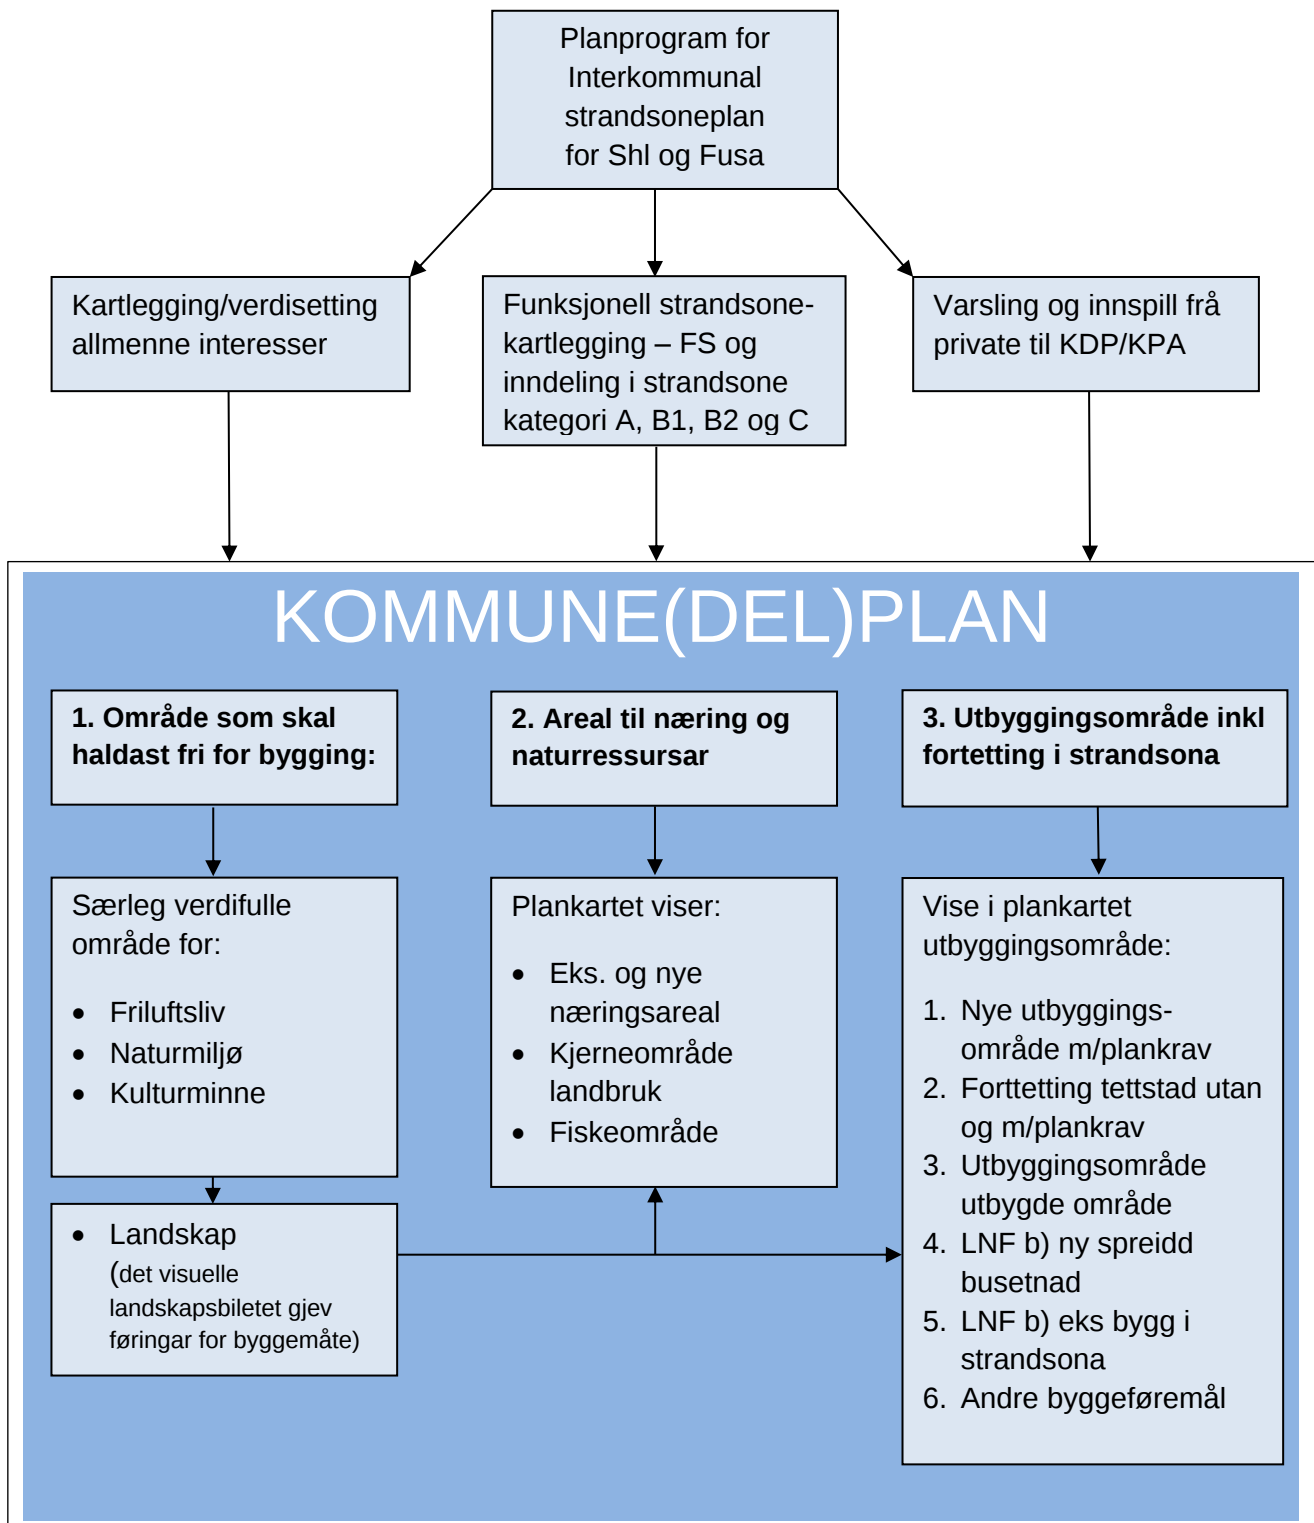 Planprogram for
Interkommunal
strandsoneplan
for Shl og Fusa
Kartlegging/verdisetting
allmenne interesser
Funksjonell strandsone-
kartlegging – FS og
inndeling i strandsone
kategori A, B1, B2 og C
Varsling og innspill frå
private til KDP/KPA
KOMMUNE(DEL)PLAN
1. Område som skal
haldast fri for bygging:
2. Areal til næring og
naturressursar
3. Utbyggingsområde inkl
fortetting i strandsona
Særleg verdifulle
område for:
• Friluftsliv
• Naturmiljø
• Kulturminne
• Landskap
(det visuelle
landskapsbiletet gjev
føringar for byggemåte)
Plankartet viser:
• Eks. og nye
næringsareal
• Kjerneområde
landbruk
• Fiskeområde
Vise i plankartet
utbyggingsområde:
1. Nye utbyggings-
område m/plankrav
2. Forttetting tettstad utan
og m/plankrav
3. Utbyggingsområde
utbygde område
4. LNF b) ny spreidd
busetnad
5. LNF b) eks bygg i
strandsona
6. Andre byggeføremål